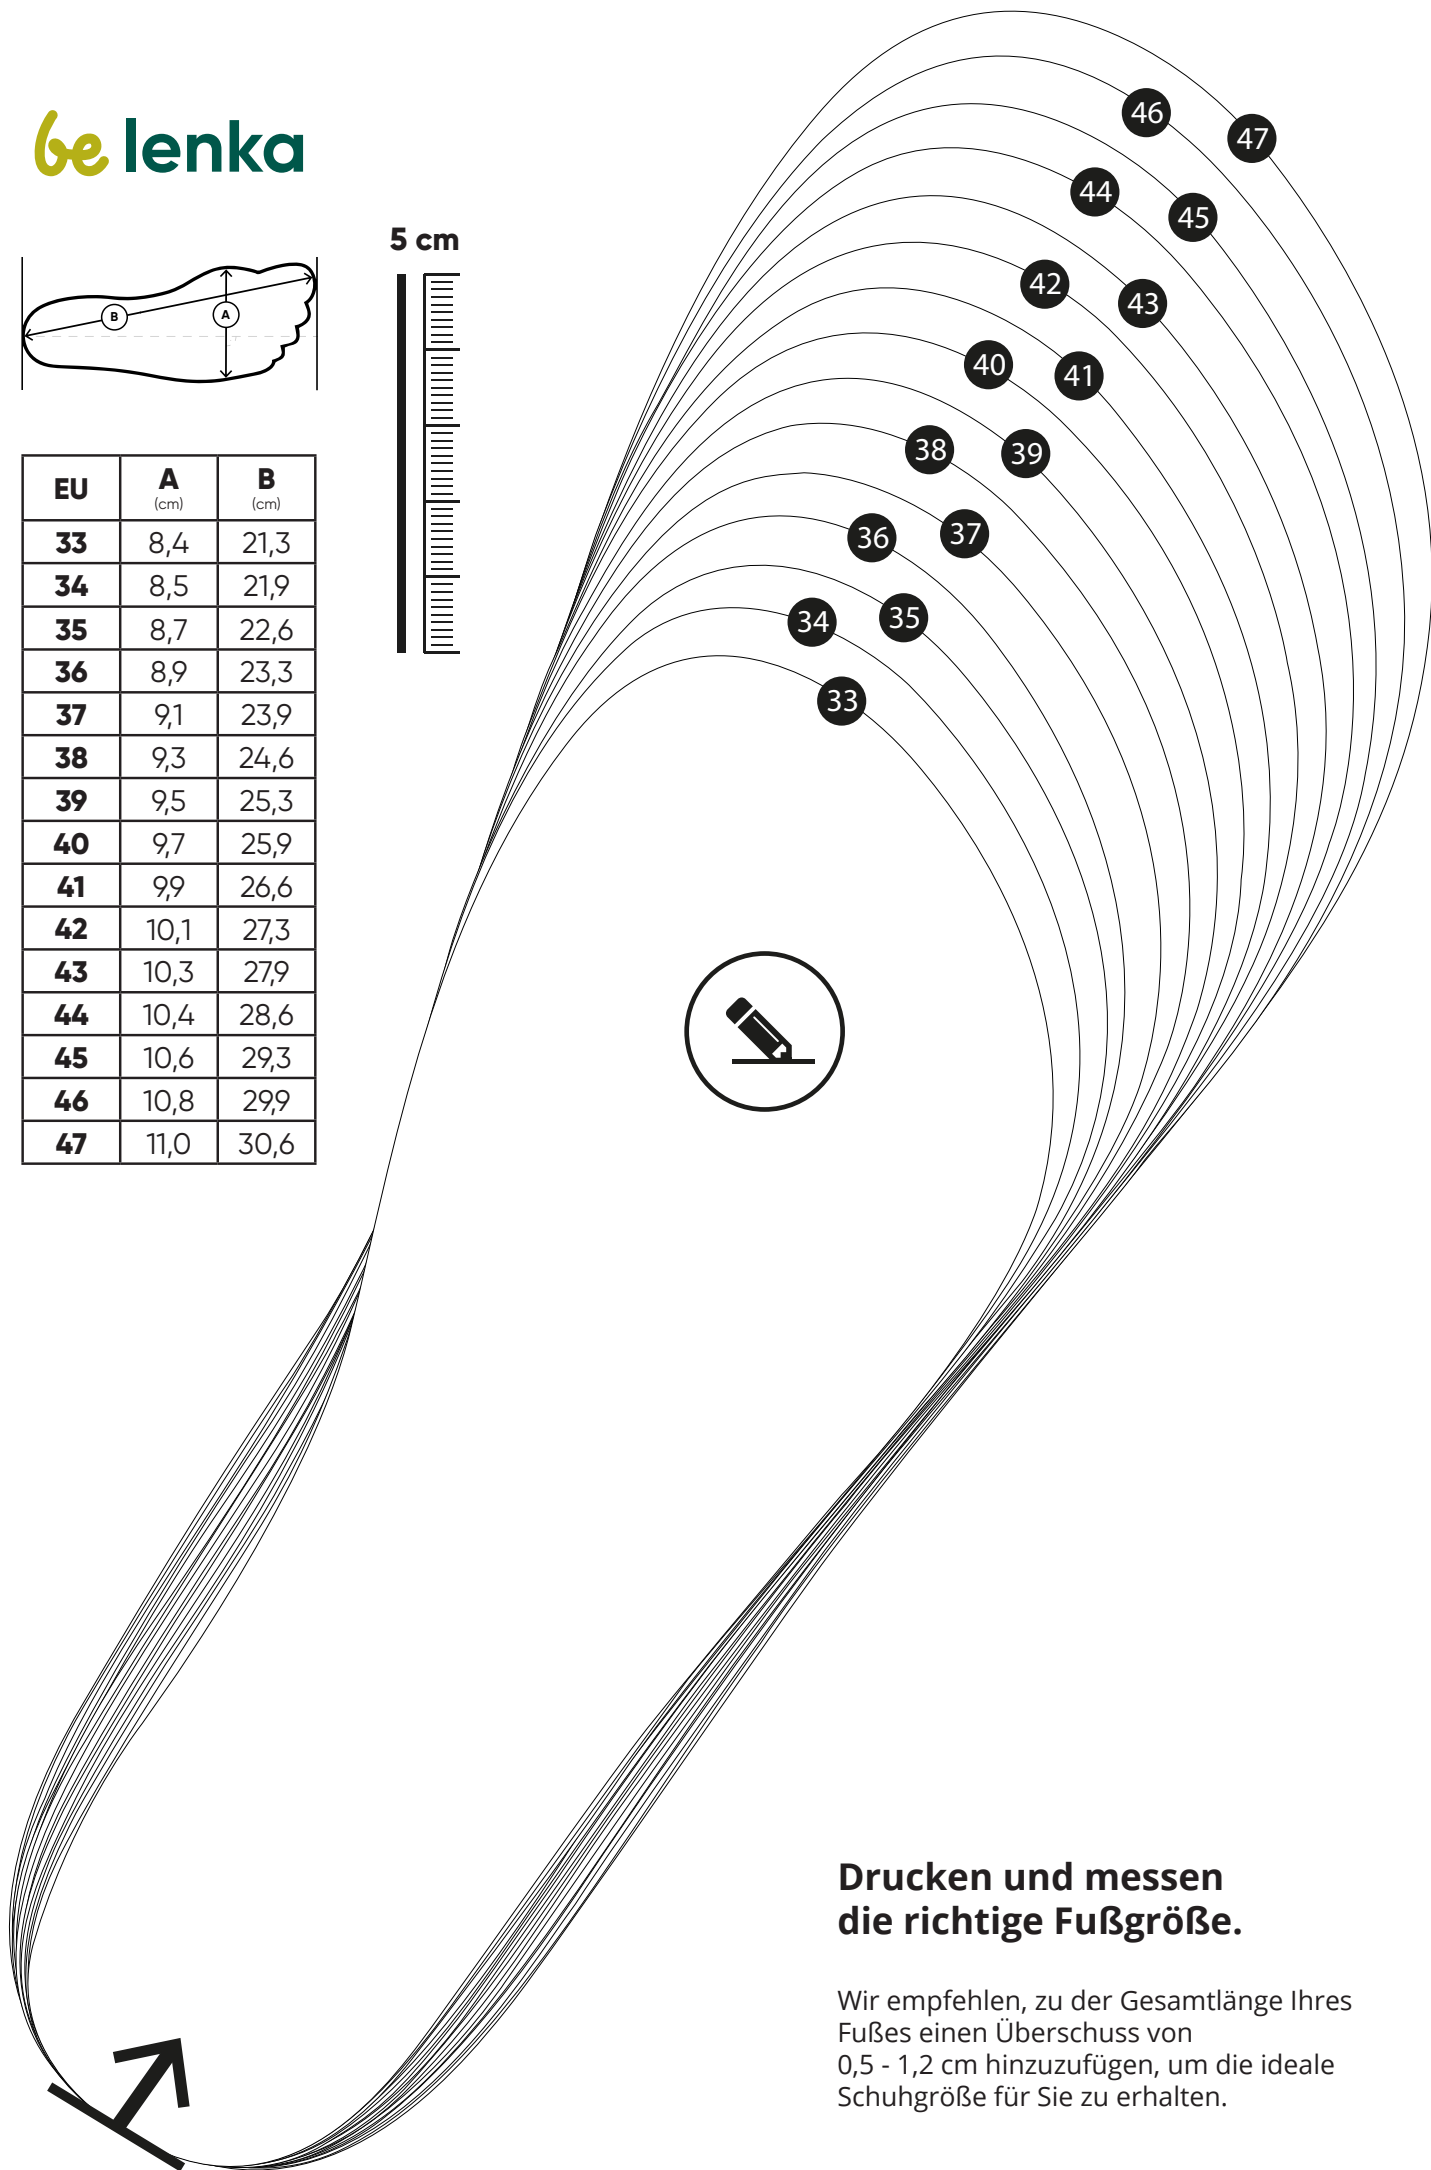 be lenka
5 cm
B
A
EU A B
(cm) (cm)
33 8,4 21,3
34 8,5 21,9
35 8,7 22,6
36 8,9 23,3
37 9,1 23,9
38 9,3 24,6
39 9,5 25,3
40 9,7 25,9
41 9,9 26,6
42 10,1 27,3
43 10,3 27,9
44 10,4 28,6
45 10,6 29,3
46 10,8 29,9
47 11,0 30,6
46
47
44
45
42
43
40
41
38
39
36
37
34
35
33
Drucken und messen
die richtige Fußgröße.
Wir empfehlen, zu der Gesamtlänge Ihres
Fußes einen Überschuss von
0,5 - 1,2 cm hinzuzufügen, um die ideale
Schuhgröße für Sie zu erhalten.